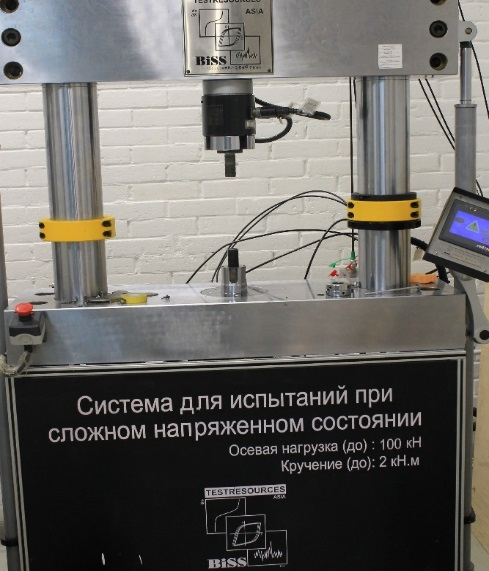 TESTRESOURCES
ASIA
BiSS
Система для испытаний при
сложном напряженном состоянии
Осевая нагрузка (до) : 100 кН
Кручение (до): 2 кН.м
TESTRESOURCES
ASIA
BiSS